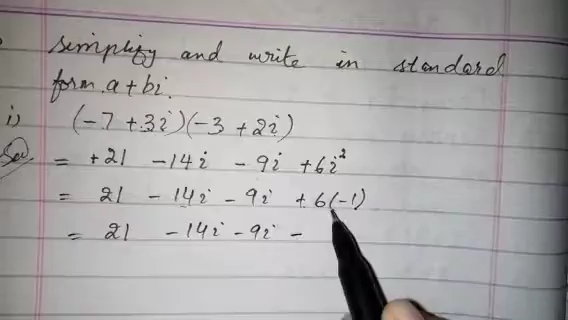 simplify and write in standard
form a+bi.
i) (-7 + 3i)(-3 + 2i)
Sol. = +21 - 14i - 9i + 6i²
= 21 - 14i - 9i + 6(-1)
= 21 - 14i - 9i -